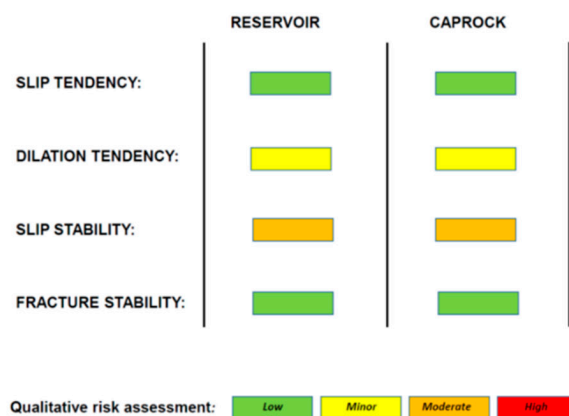 RESERVOIR CAPROCK
SLIP TENDENCY:
DILATION TENDENCY:
SLIP STABILITY:
FRACTURE STABILITY:
Qualitative risk assessment: Low Minor Moderate High